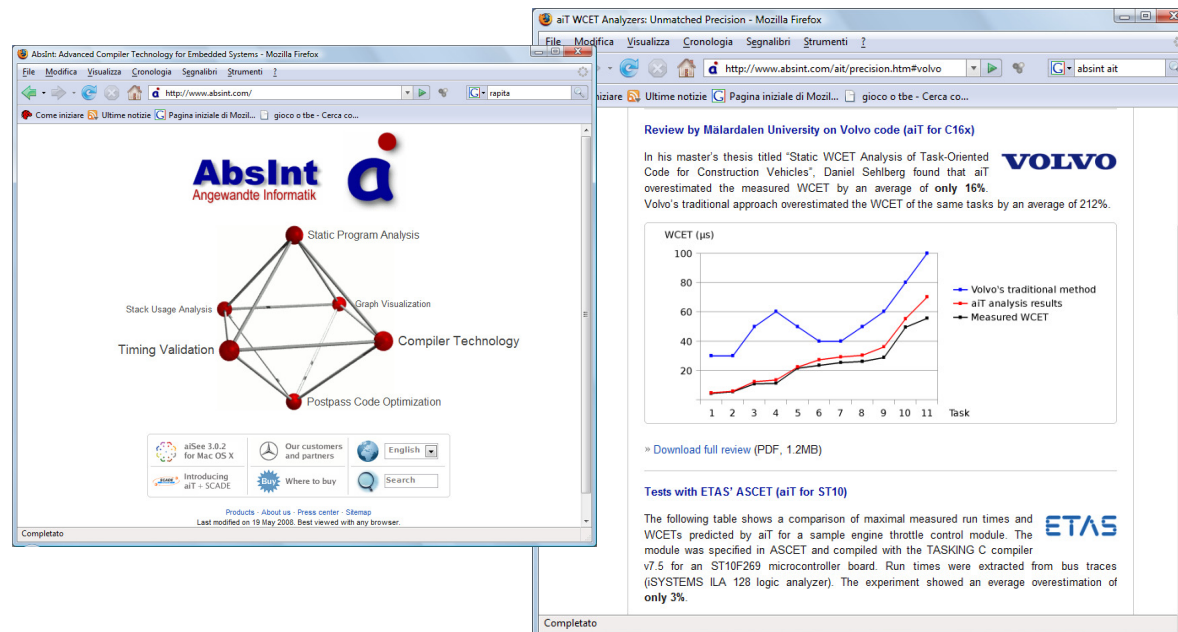 AbsInt: Advanced Compiler Technology for Embedded Systems - Mozilla Firefox
File Modifica Visualizza Cronologia Segnalibri Strumenti ?
http://www.absint.com/
G rapita
Come iniziare Ultime notizie G Pagina iniziale di Mozil... gioco o tbe - Cerca co...
AbsInt
Angewandte Informatik
a
Static Program Analysis
Stack Usage Analysis
Graph Visualization
Timing Validation
Compiler Technology
Postpass Code Optimization
aiSee 3.0.2
for Mac OS X
Our customers
and partners
English
SCADE
Introducing
aiT + SCADE
Buy
Where to buy
Search
Products - About us - Press center - Sitemap
Last modified on 19 May 2008. Best viewed with any browser.
Completato
aiT WCET Analyzers: Unmatched Precision - Mozilla Firefox
File Modifica Visualizza Cronologia Segnalibri Strumenti ?
http://www.absint.com/ait/precision.htm#volvo
G absint ait
niziare Ultime notizie G Pagina iniziale di Mozil... gioco o tbe - Cerca co...
Review by Mälardalen University on Volvo code (aiT for C16x)
In his master's thesis titled “Static WCET Analysis of Task-Oriented
Code for Construction Vehicles”, Daniel Sehlberg found that aiT
overestimated the measured WCET by an average of only 16%.
Volvo's traditional approach overestimated the WCET of the same tasks by an average of 212%.
VOLVO
WCET (µs)
100
80
60
40
20
1 2 3 4 5 6 7 8 9 10 11 Task
Volvo's traditional method
aiT analysis results
Measured WCET
» Download full review (PDF, 1.2MB)
Tests with ETAS' ASCET (aiT for ST10)
The following table shows a comparison of maximal measured run times and
WCETs predicted by aiT for a sample engine throttle control module. The
module was specified in ASCET and compiled with the TASKING C compiler
v7.5 for an ST10F269 microcontroller board. Run times were extracted from bus traces
(iSYSTEMS ILA 128 logic analyzer). The experiment showed an everage overestimation of
only 3%.
ETAS
Completato